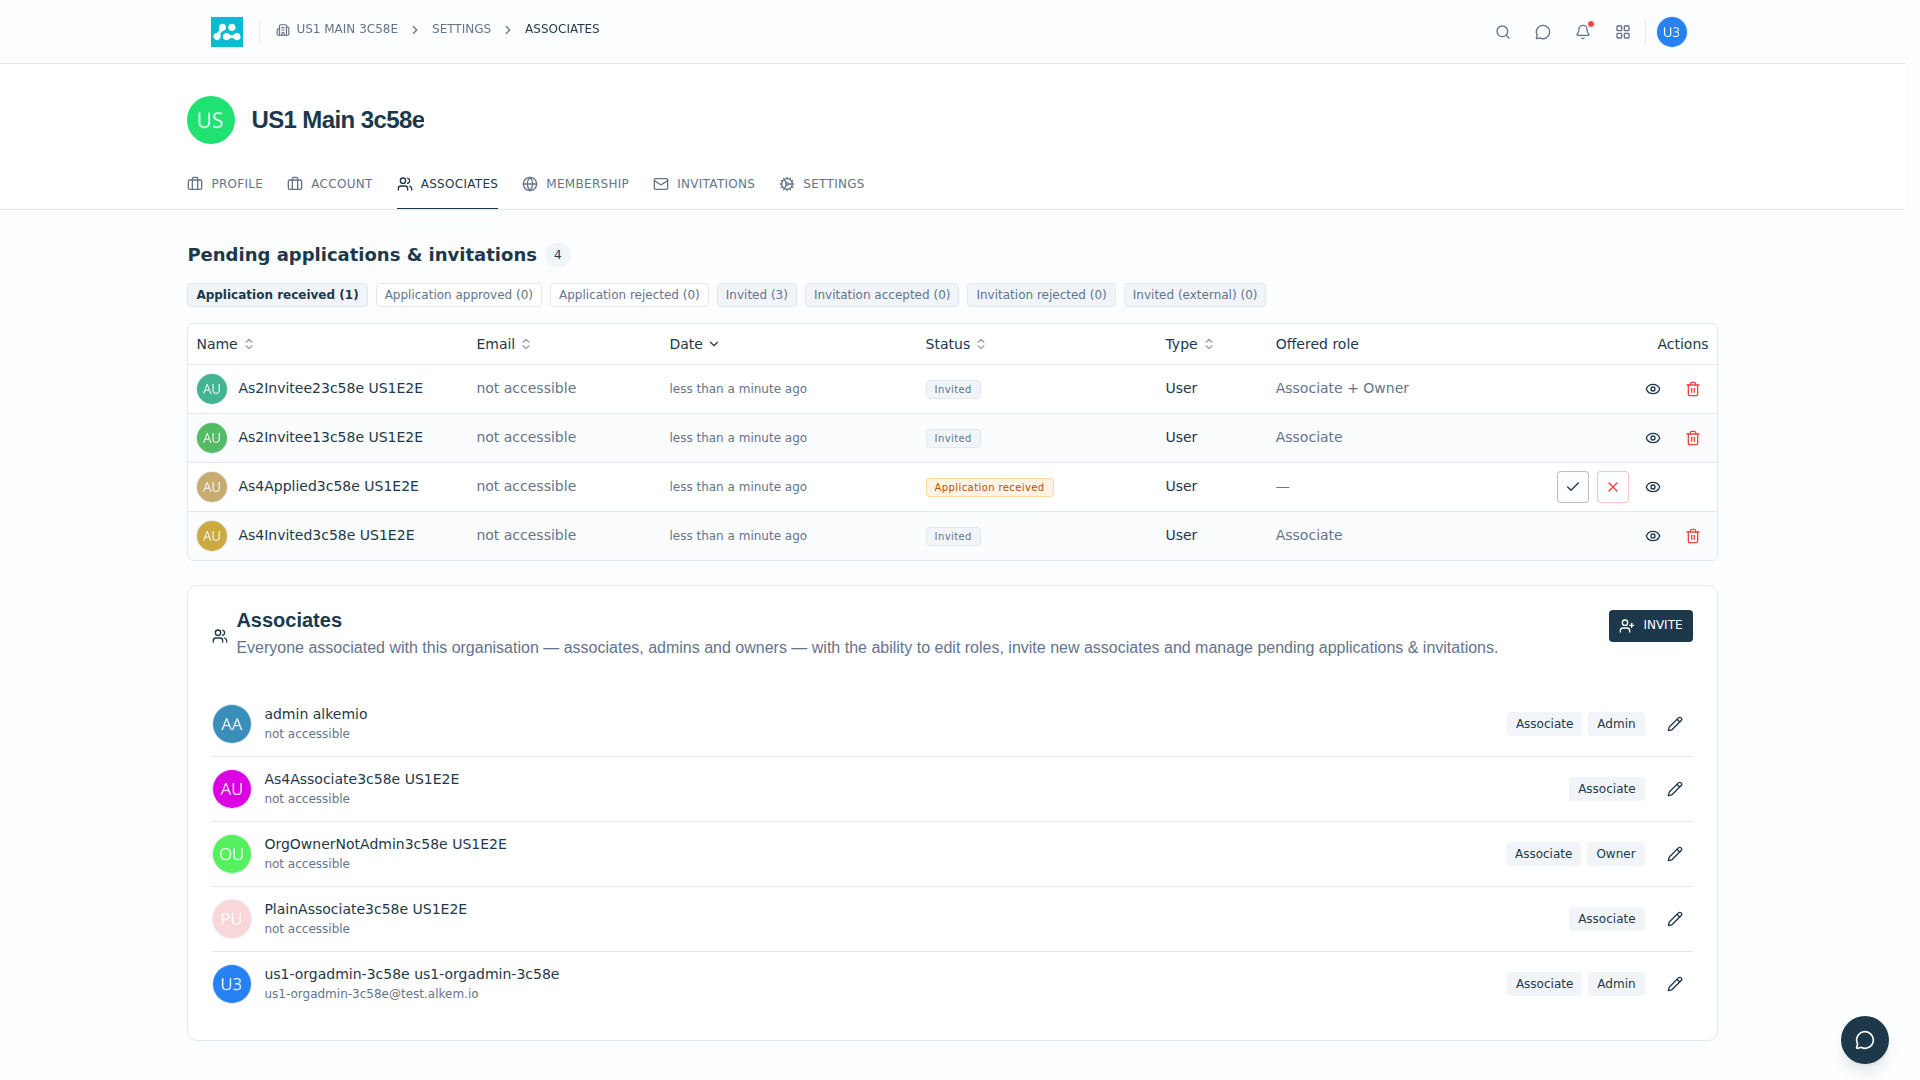 US1 MAIN 3C58E > SETTINGS > ASSOCIATES
U3
US
US1 Main 3c58e
PROFILE ACCOUNT ASSOCIATES MEMBERSHIP INVITATIONS SETTINGS
Pending applications & invitations 4
Application received (1) Application approved (0) Application rejected (0) Invited (3) Invitation accepted (0) Invitation rejected (0) Invited (external) (0)
Name Email Date Status Type Offered role Actions
AU As2Invitee23c58e US1E2E not accessible less than a minute ago Invited User Associate + Owner
AU As2Invitee13c58e US1E2E not accessible less than a minute ago Invited User Associate
AU As4Applied3c58e US1E2E not accessible less than a minute ago Application received User —
AU As4Invited3c58e US1E2E not accessible less than a minute ago Invited User Associate
Associates
INVITE
Everyone associated with this organisation — associates, admins and owners — with the ability to edit roles, invite new associates and manage pending applications & invitations.
AA admin alkemio Associate Admin
not accessible
AU As4Associate3c58e US1E2E Associate
not accessible
OU OrgOwnerNotAdmin3c58e US1E2E Associate Owner
not accessible
PU PlainAssociate3c58e US1E2E Associate
not accessible
U3 us1-orgadmin-3c58e us1-orgadmin-3c58e Associate Admin
us1-orgadmin-3c58e@test.alkem.io